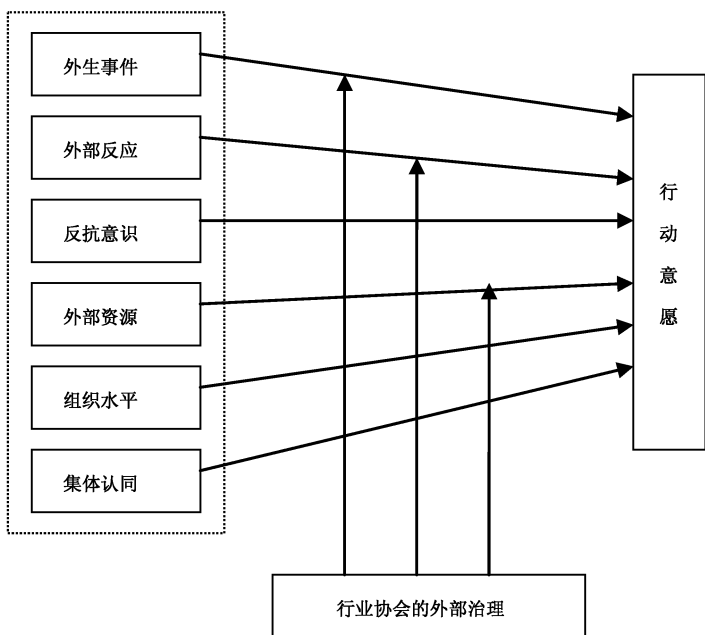 外生事件
外部反应
反抗意识
外部资源
组织水平
集体认同
行动意愿
行业协会的外部治理